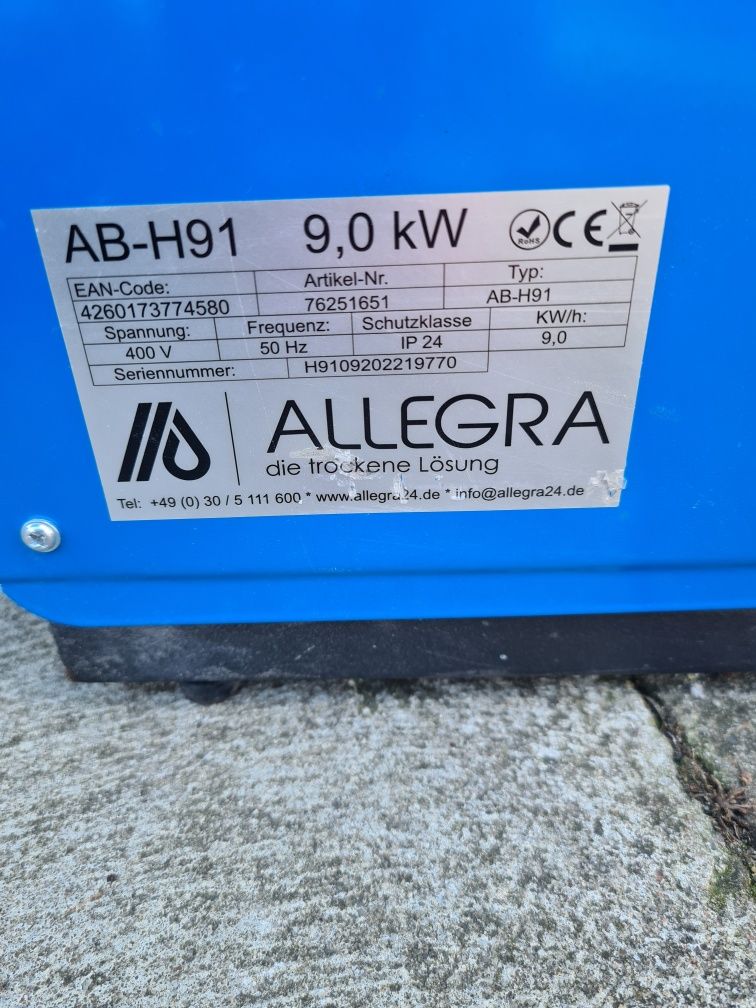 AB-H91 9,0 kW RoHS CE
EAN-Code: Artikel-Nr. Typ:
4260173774580 76251651 AB-H91
Spannung: Frequenz: Schutzklasse KW/h:
400 V 50 Hz IP 24 9,0
Seriennummer: H9109202219770
ALLEGRA
die trockene Lösung
Tel: +49 (0) 30 / 5 111 600 * www.allegra24.de * info@allegra24.de